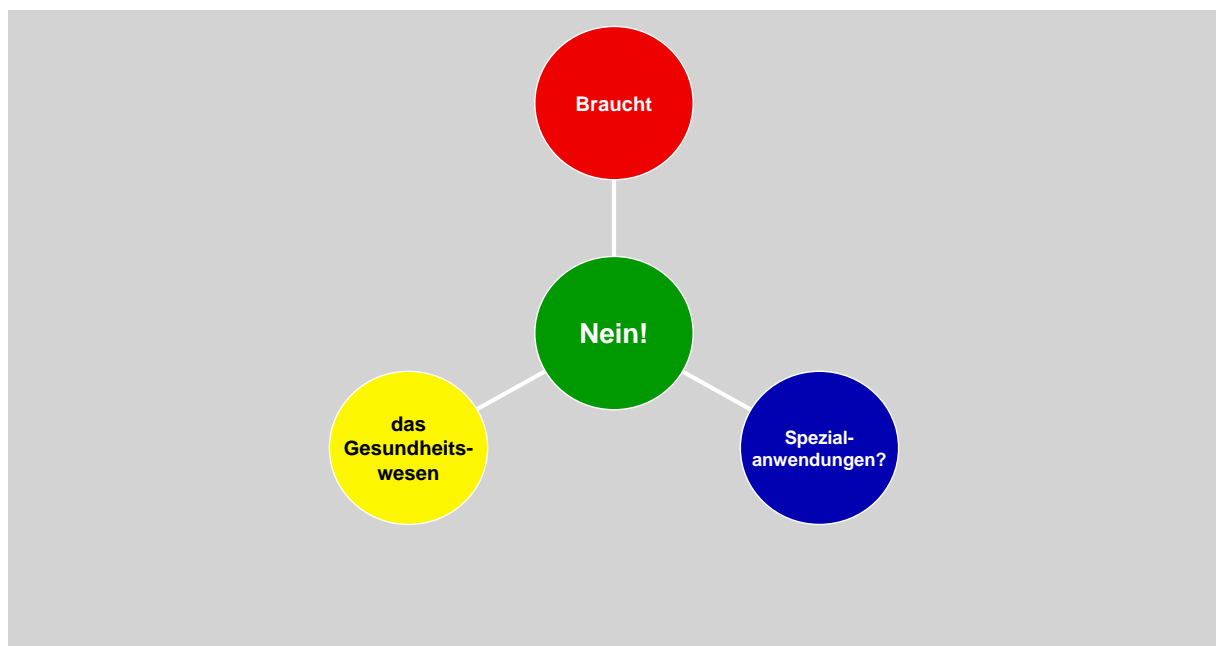 Braucht
Nein!
das
Gesundheits-
wesen
Spezial-
anwendungen?